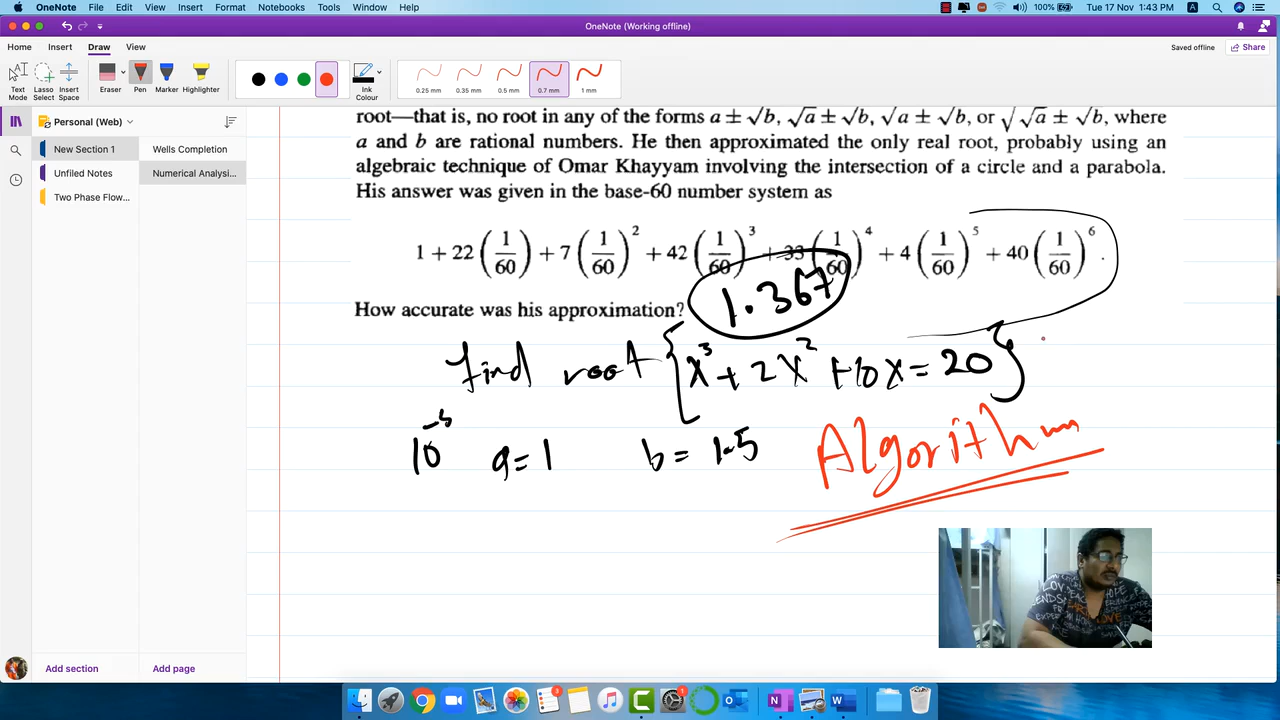 OneNote Edit View Insert Format Notebooks Tools Window Help 100% Tue 17 Nov 1:43 PM
OneNote (Working offline)
Home Insert Draw View Saved offline Share
Text Mode Lasso Select Insert Space Eraser Pen Marker Highlighter Ink Colour 0.25 mm 0.35 mm 0.5 mm 0.7 mm 1 mm
Personal (Web)
New Section 1
Unfiled Notes
Two Phase Flow...
Wells Completion
Numerical Analysi...
root—that is, no root in any of the forms a ± √b, √a ± √b, √a ± √b, or √√a ± √b, where
a and b are rational numbers. He then approximated the only real root, probably using an
algebraic technique of Omar Khayyam involving the intersection of a circle and a parabola.
His answer was given in the base-60 number system as
1 + 22 (1/60) + 7 (1/60)² + 42 (1/60)³ + 33 (1/60)⁴ + 4 (1/60)⁵ + 40 (1/60)⁶.
How accurate was his approximation? 1.367
find root {x³ + 2x² + 10x = 20}
10⁻⁵ a = 1 b = 1.5 Algorithm
Add section Add page